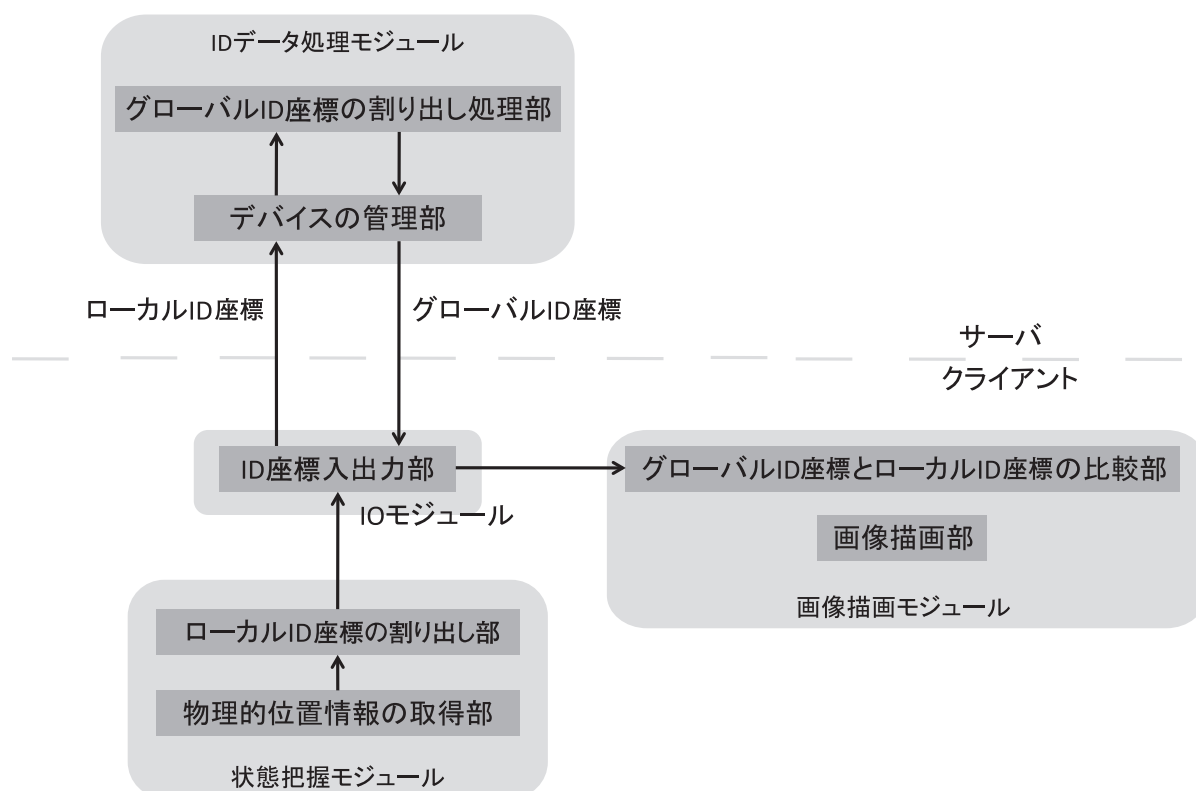 IDデータ処理モジュール
グローバルID座標の割り出し処理部
デバイスの管理部
ローカルID座標
グローバルID座標
サーバ
クライアント
ID座標入出力部
IOモジュール
グローバルID座標とローカルID座標の比較部
画像描画部
画像描画モジュール
ローカルID座標の割り出し部
物理的位置情報の取得部
状態把握モジュール